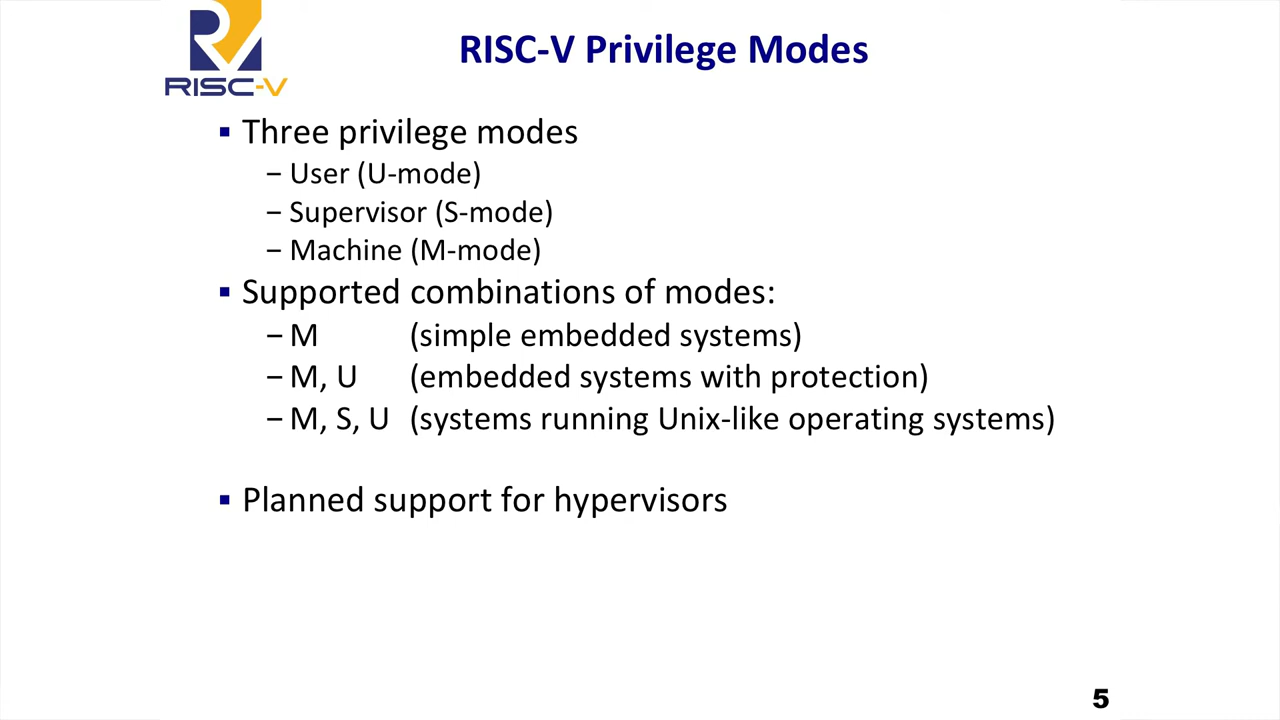 RISC-V
RISC-V Privilege Modes
▪ Three privilege modes
– User (U-mode)
– Supervisor (S-mode)
– Machine (M-mode)
▪ Supported combinations of modes:
– M (simple embedded systems)
– M, U (embedded systems with protection)
– M, S, U (systems running Unix-like operating systems)
▪ Planned support for hypervisors
5